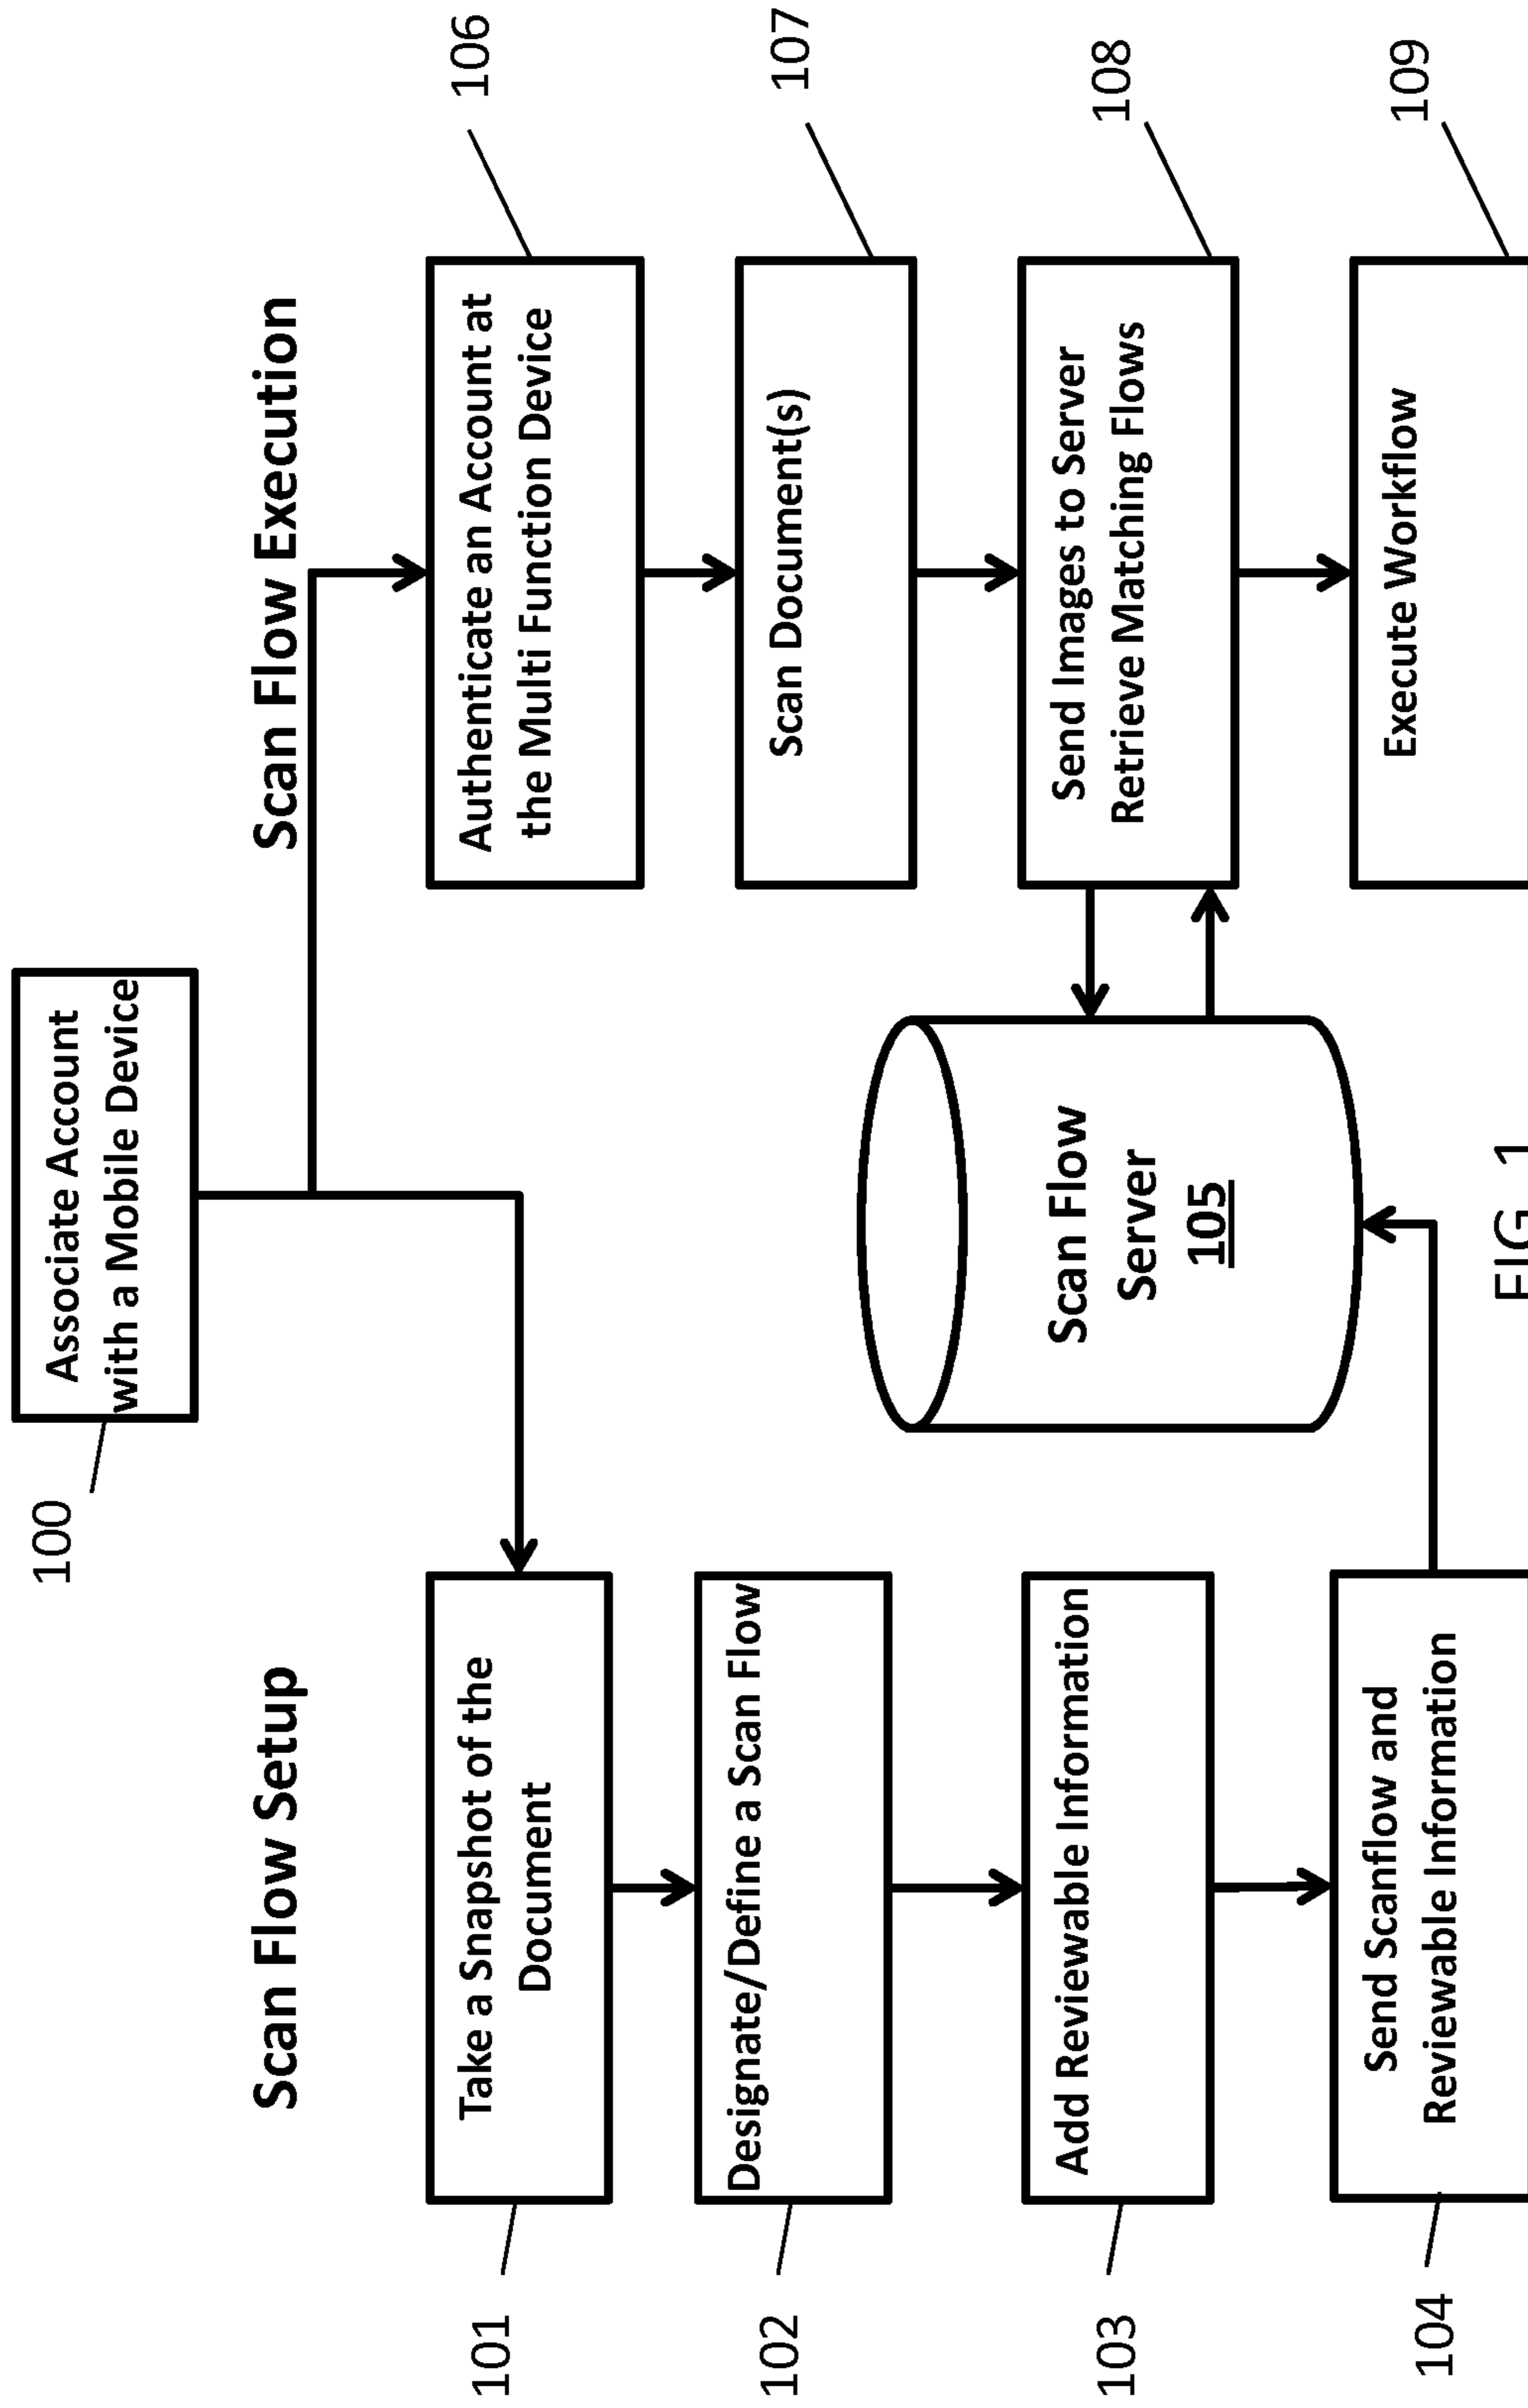 100
Associate Account
with a Mobile Device
Scan Flow Setup
Scan Flow Execution
101
Take a Snapshot of the
Document
102
Designate/Define a Scan Flow
103
Add Reviewable Information
104
Send Scanflow and
Reviewable Information
Scan Flow
Server
105
106
Authenticate an Account at
the Multi Function Device
107
Scan Document(s)
108
Send Images to Server
Retrieve Matching Flows
109
Execute Workflow
FIG. 1